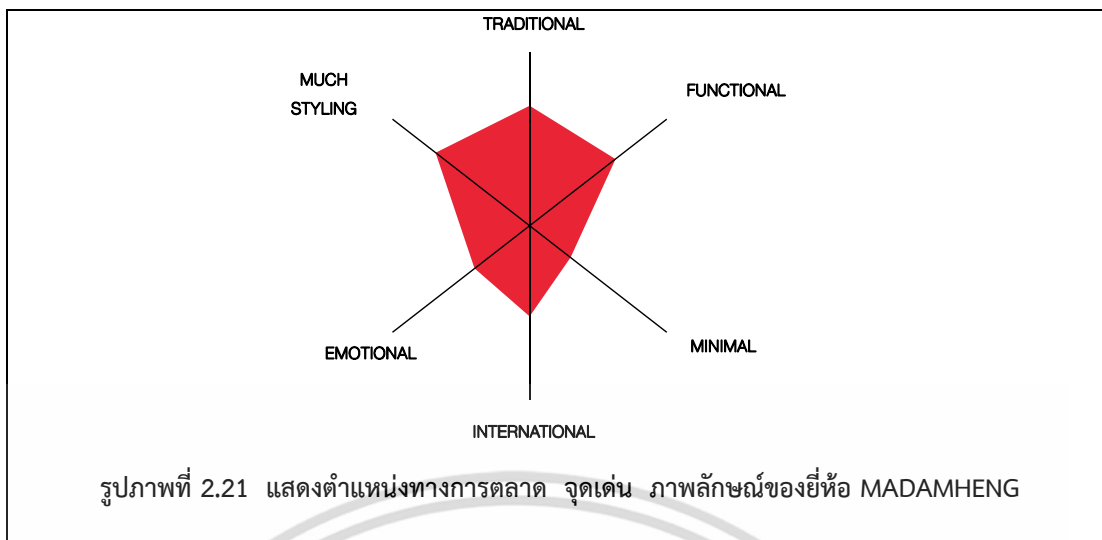 TRADITIONAL
MUCH
STYLING
FUNCTIONAL
EMOTIONAL
MINIMAL
INTERNATIONAL
รูปภาพที่ 2.21 แสดงตำแหน่งทางการตลาด จุดเด่น ภาพลักษณ์ของยี่ห้อ MADAMHENG